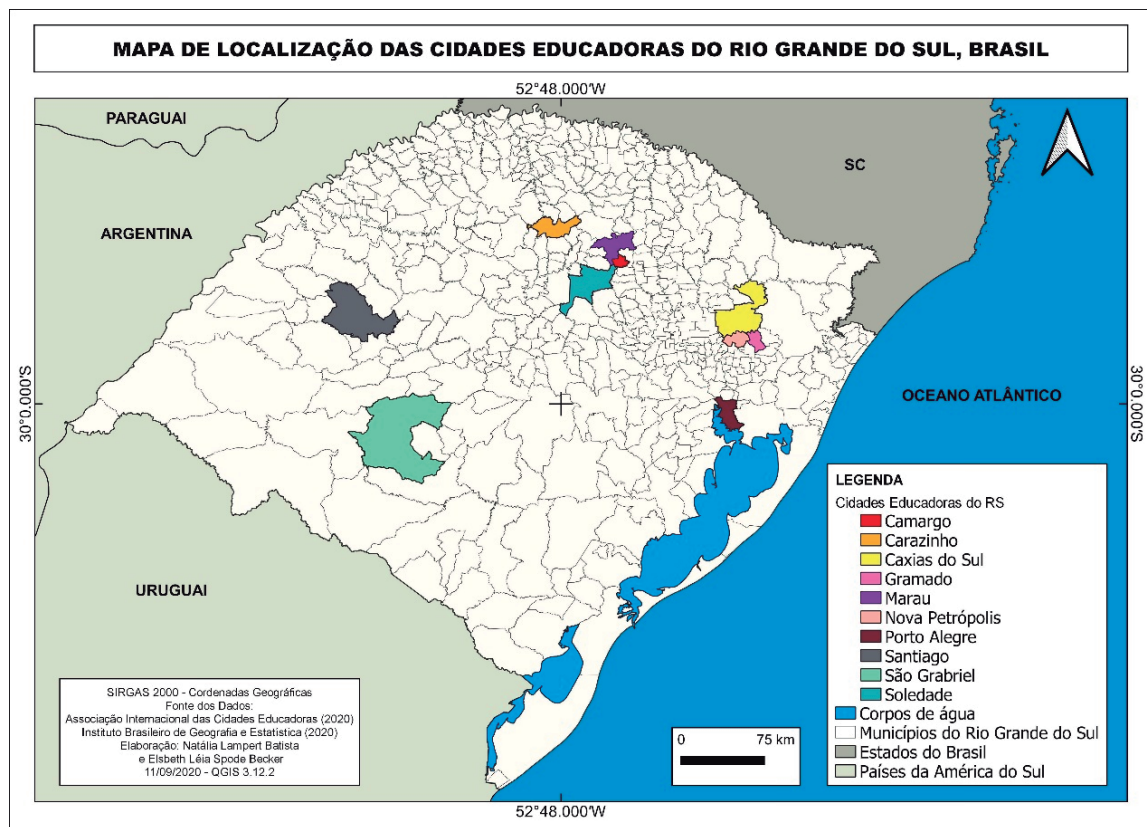 MAPA DE LOCALIZAÇÃO DAS CIDADES EDUCADORAS DO RIO GRANDE DO SUL, BRASIL
52°48.000'W
PARAGUAI
SC
ARGENTINA
30°0.000'S
OCEANO ATLÂNTICO
30°0.000'S
URUGUAI
LEGENDA
Cidades Educadoras do RS
Camargo
Carazinho
Caxias do Sul
Gramado
Marau
Nova Petrópolis
Porto Alegre
Santiago
São Grabriel
Soledade
Corpos de água
Municípios do Rio Grande do Sul
Estados do Brasil
Países da América do Sul
SIRGAS 2000 - Cordenadas Geográficas
Fonte dos Dados:
Associação Internacional das Cidades Educadoras (2020)
Instituto Brasileiro de Geografia e Estatística (2020)
Elaboração: Natália Lampert Batista
e Elsbeth Léia Spode Becker
11/09/2020 - QGIS 3.12.2
0 75 km
52°48.000'W